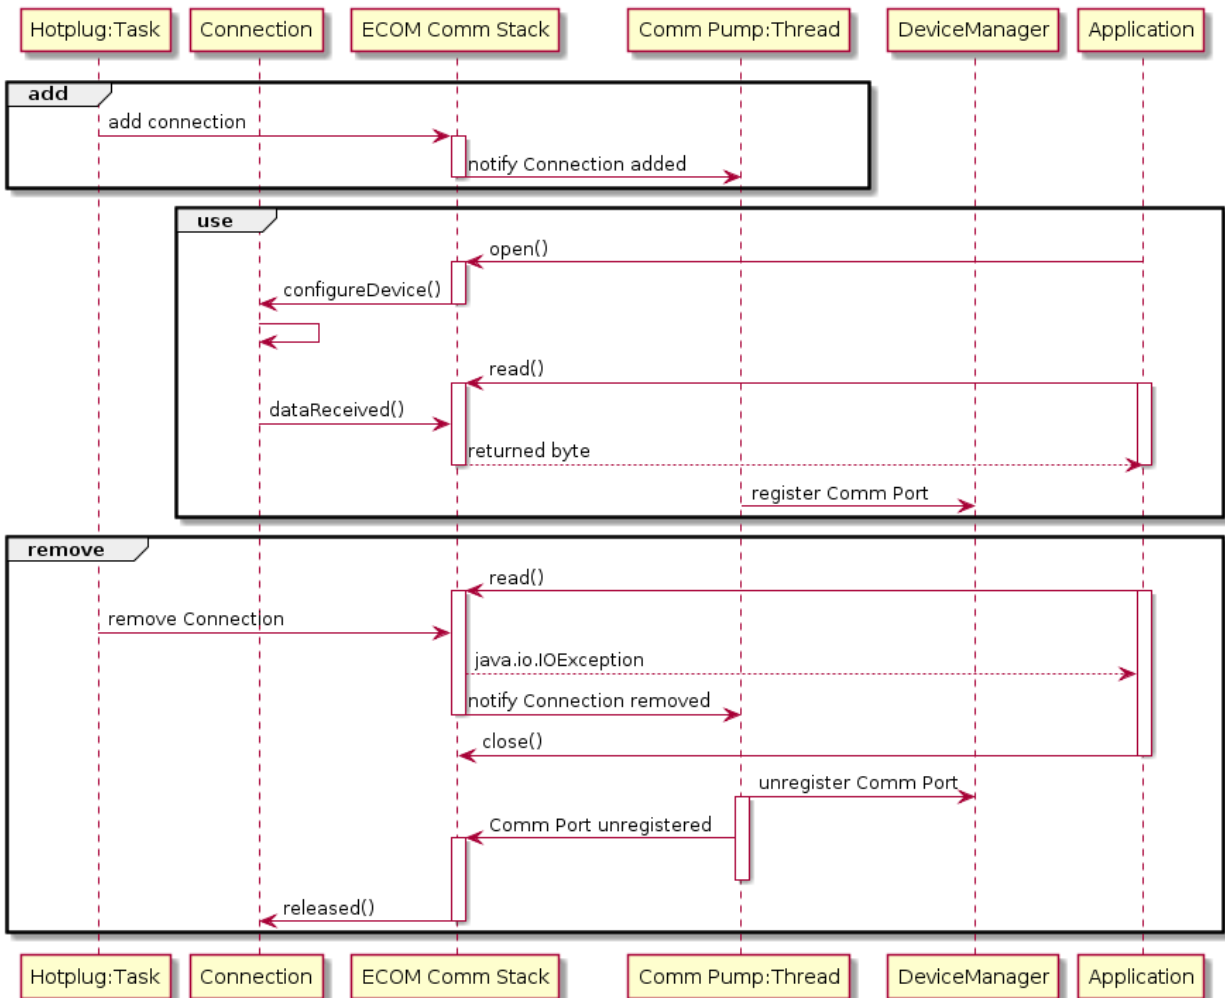 Hotplug:Task Connection ECOM Comm Stack Comm Pump:Thread DeviceManager Application
add
add connection
notify Connection added
use
open()
configureDevice()
read()
dataReceived()
returned byte
register Comm Port
remove
read()
remove Connection
java.io.IOException
notify Connection removed
close()
unregister Comm Port
Comm Port unregistered
released()
Hotplug:Task Connection ECOM Comm Stack Comm Pump:Thread DeviceManager Application